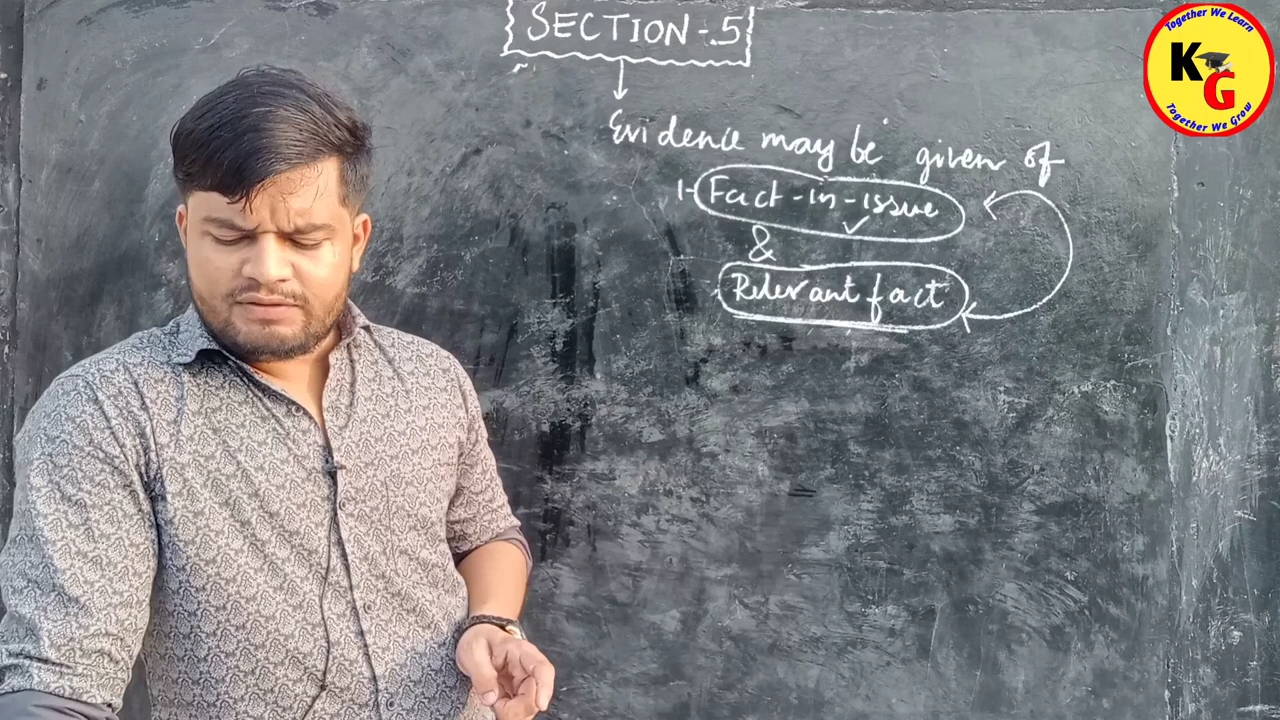 SECTION-.5
Evidence may be given of
1- Fact-in-issue
&
Relevant fact
Together We Learn
KG
Together We Grow